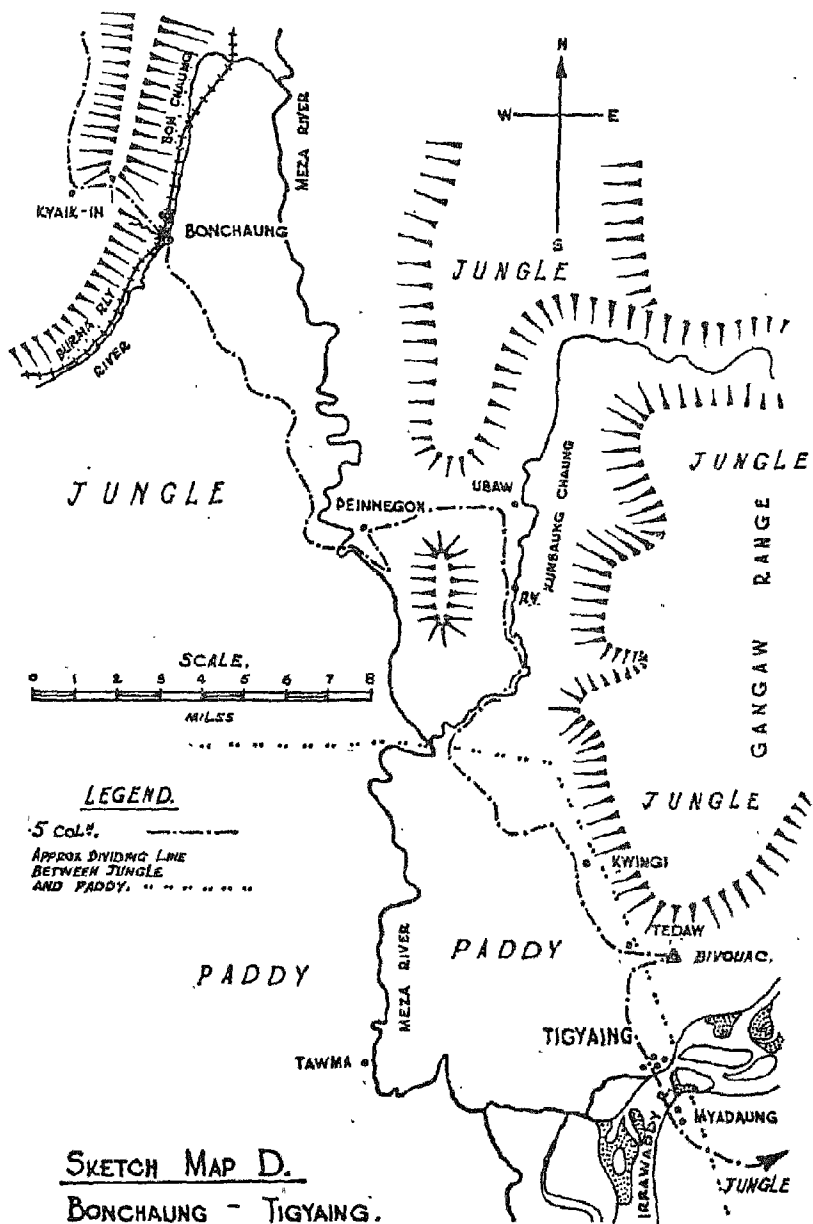 N
W
E
S
BON CHAUNG
MEZA RIVER
KYAIK-IN
BONCHAUNG
JUNGLE
BURMA RLY
RIVER
JUNGLE
JUNGLE
UBAW
PEINNEGON
KUNBAUNG CHAUNG
RV.
GANGAW RANGE
SCALE.
0 1 2 3 4 5 6 7 8
MILES
LEGEND.
5 COLN.
APPROX DIVIDING LINE
BETWEEN JUNGLE
AND PADDY.
JUNGLE
KWINGI
TEDAW
BIVOUAC.
PADDY
PADDY
MEZA RIVER
TIGYAING
TAWMA
MYADAUNG
IRRAWADDY
JUNGLE
SKETCH MAP D.
BONCHAUNG - TIGYAING.